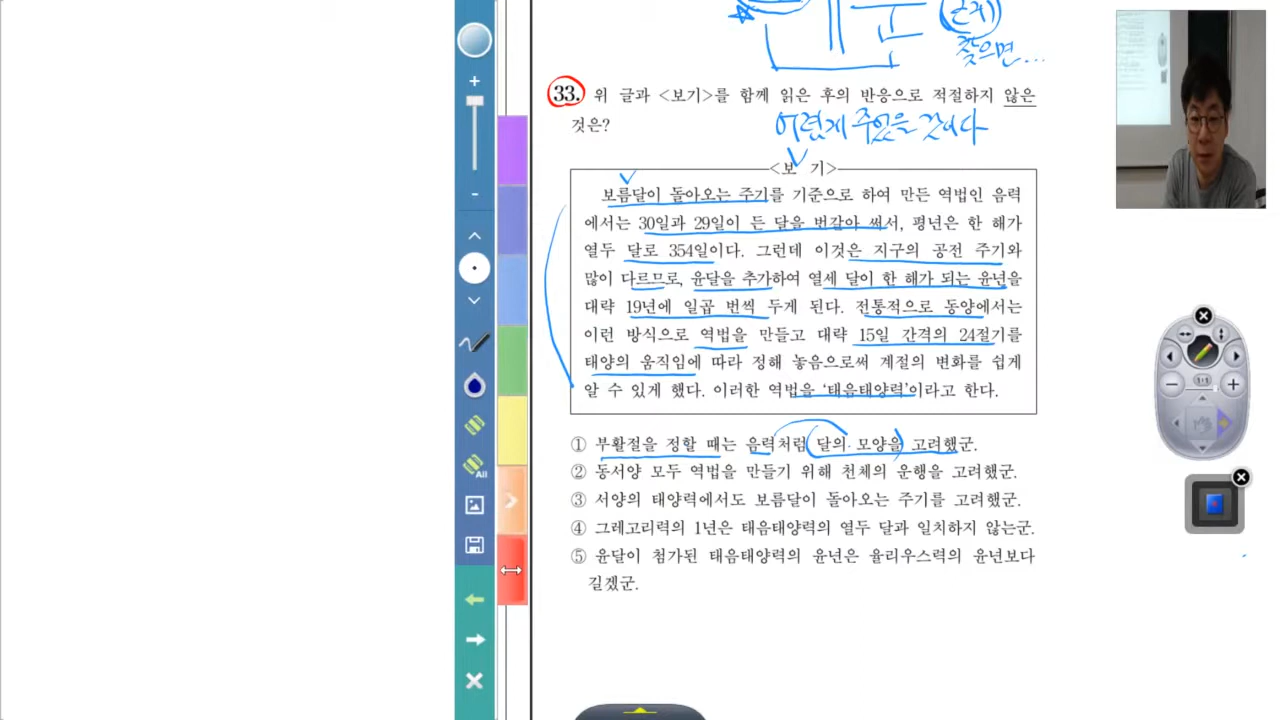 찾으면...
33. 위 글과 <보기>를 함께 읽은 후의 반응으로 적절하지 않은
것은?
<보 기>
보름달이 돌아오는 주기를 기준으로 하여 만든 역법인 음력
에서는 30일과 29일이 든 달을 번갈아 써서, 평년은 한 해가
열두 달로 354일이다. 그런데 이것은 지구의 공전 주기와
많이 다르므로, 윤달을 추가하여 열세 달이 한 해가 되는 윤년을
대략 19년에 일곱 번씩 두게 된다. 전통적으로 동양에서는
이런 방식으로 역법을 만들고 대략 15일 간격의 24절기를
태양의 움직임에 따라 정해 놓음으로써 계절의 변화를 쉽게
알 수 있게 했다. 이러한 역법을 ‘태음태양력’이라고 한다.
① 부활절을 정할 때는 음력처럼 달의 모양을 고려했군.
② 동서양 모두 역법을 만들기 위해 천체의 운행을 고려했군.
③ 서양의 태양력에서도 보름달이 돌아오는 주기를 고려했군.
④ 그레고리력의 1년은 태음태양력의 열두 달과 일치하지 않는군.
⑤ 윤달이 첨가된 태음태양력의 윤년은 율리우스력의 윤년보다
길겠군.
All
1:1